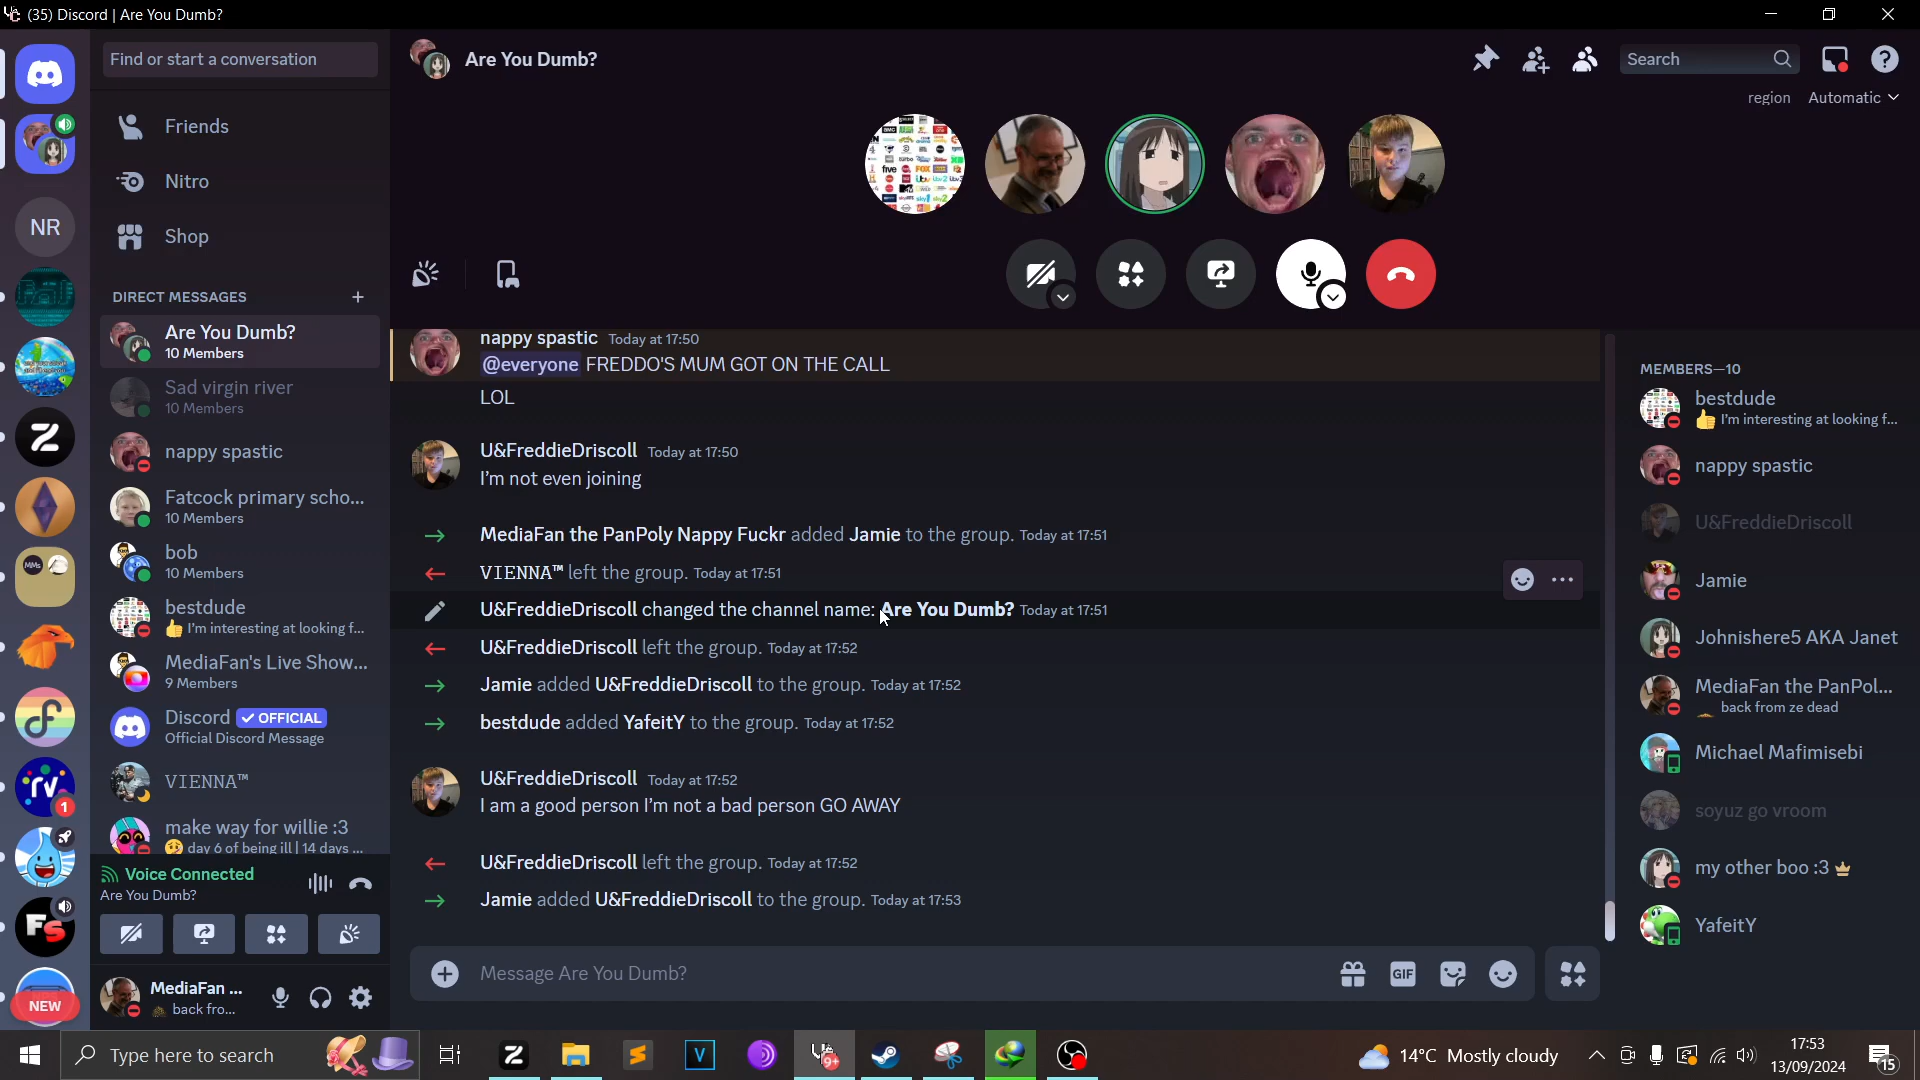 (35) Discord | Are You Dumb?
Find or start a conversation
Friends
Nitro
Shop
DIRECT MESSAGES
Are You Dumb?
10 Members
Sad virgin river
10 Members
nappy spastic
Fatcock primary scho...
10 Members
bob
10 Members
bestdude
👍 I'm interesting at looking f...
MediaFan's Live Show...
9 Members
Discord ✓ OFFICIAL
Official Discord Message
VIENNA™
make way for willie :3
day 6 of being ill | 14 days ...
Voice Connected
Are You Dumb?
MediaFan ...
back fro...
NR
MMs
rv
1
FS
NEW
Are You Dumb?
Search
region Automatic
nappy spastic Today at 17:50
@everyone FREDDO'S MUM GOT ON THE CALL
LOL
U&FreddieDriscoll Today at 17:50
I'm not even joining
MediaFan the PanPoly Nappy Fuckr added Jamie to the group. Today at 17:51
VIENNA™ left the group. Today at 17:51
U&FreddieDriscoll changed the channel name: Are You Dumb? Today at 17:51
U&FreddieDriscoll left the group. Today at 17:52
Jamie added U&FreddieDriscoll to the group. Today at 17:52
bestdude added YafeitY to the group. Today at 17:52
U&FreddieDriscoll Today at 17:52
I am a good person I'm not a bad person GO AWAY
U&FreddieDriscoll left the group. Today at 17:52
Jamie added U&FreddieDriscoll to the group. Today at 17:53
Message Are You Dumb?
GIF
MEMBERS—10
bestdude
👍 I'm interesting at looking f...
nappy spastic
U&FreddieDriscoll
Jamie
Johnishere5 AKA Janet
MediaFan the PanPol...
back from ze dead
Michael Mafimisebi
soyuz go vroom
my other boo :3
YafeitY
Type here to search
V
9+
14°C Mostly cloudy
17:53
13/09/2024
15